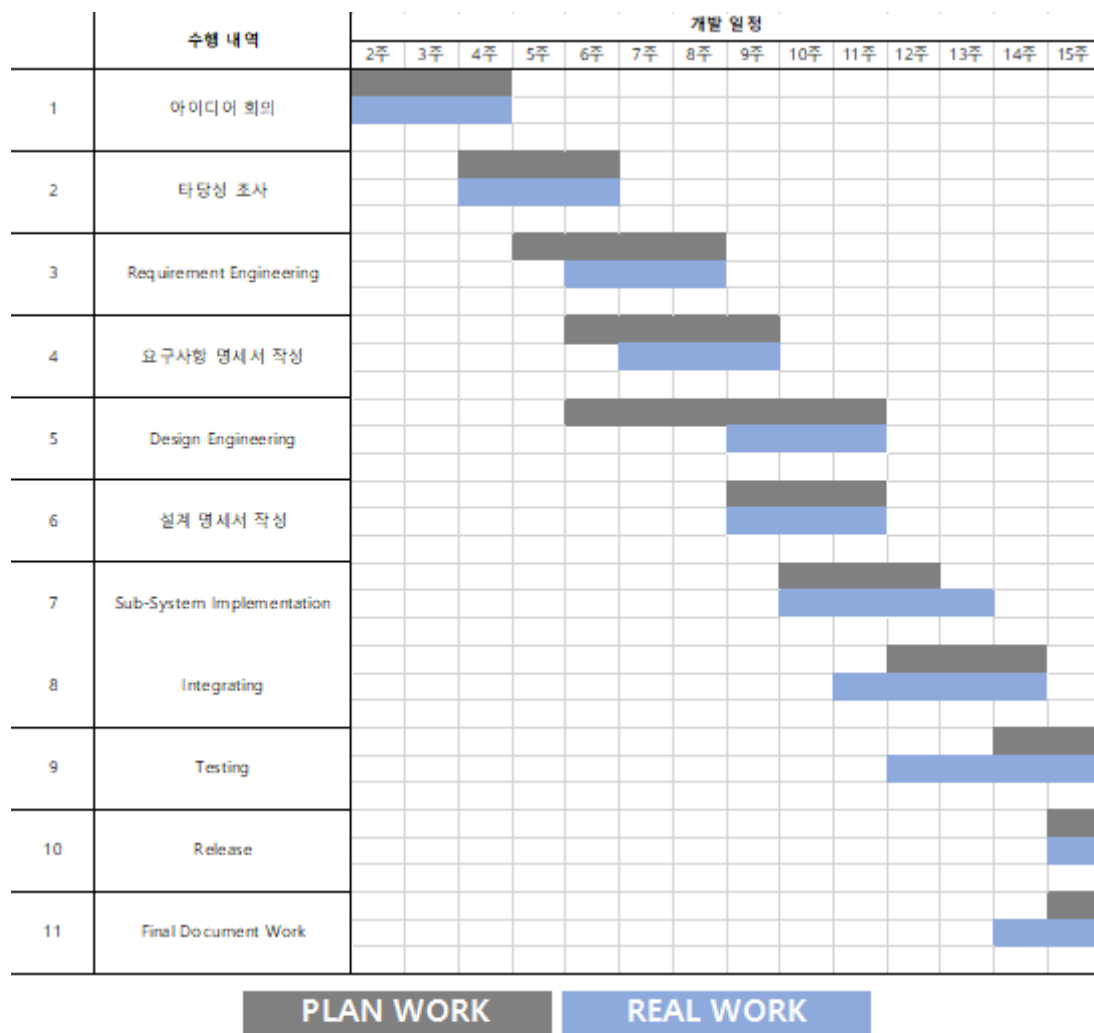 수행 내역
개발 일정
2주 3주 4주 5주 6주 7주 8주 9주 10주 11주 12주 13주 14주 15주
1 아이디어 회의
2 타당성 조사
3 Requirement Engineering
4 요구사항 명세서 작성
5 Design Engineering
6 설계 명세서 작성
7 Sub-System Implementation
8 Integrating
9 Testing
10 Release
11 Final Document Work
PLAN WORK REAL WORK